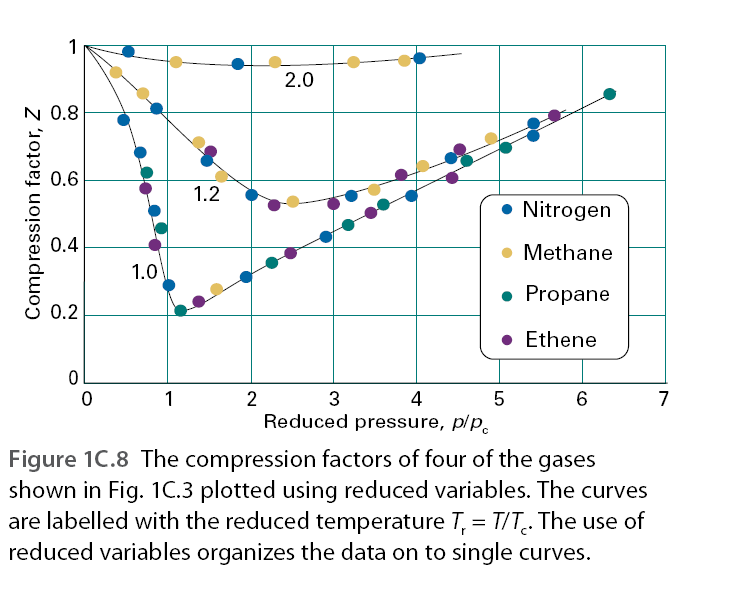 1
0.8
0.6
0.4
0.2
0
Compression factor, Z
2.0
1.2
1.0
Nitrogen
Methane
Propane
Ethene
0 1 2 3 4 5 6 7
Reduced pressure, p/pc
Figure 1C.8 The compression factors of four of the gases
shown in Fig. 1C.3 plotted using reduced variables. The curves
are labelled with the reduced temperature Tr = T/Tc. The use of
reduced variables organizes the data on to single curves.